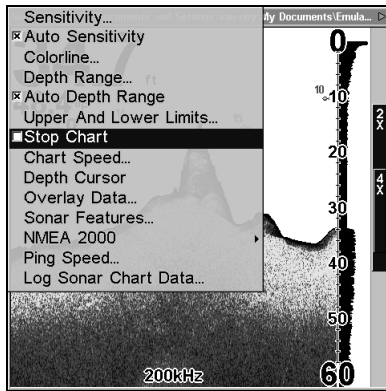 Sensitivity...
My Documents\Emula...
Auto Sensitivity
0
Colorline...
Depth Range...
ft
Auto Depth Range
10
10
Upper And Lower Limits...
15
2X
Stop Chart
Chart Speed...
20
Depth Cursor
4X
Overlay Data...
30
Sonar Features...
NMEA 2000
Ping Speed...
40
Log Sonar Chart Data...
50
200kHz
60